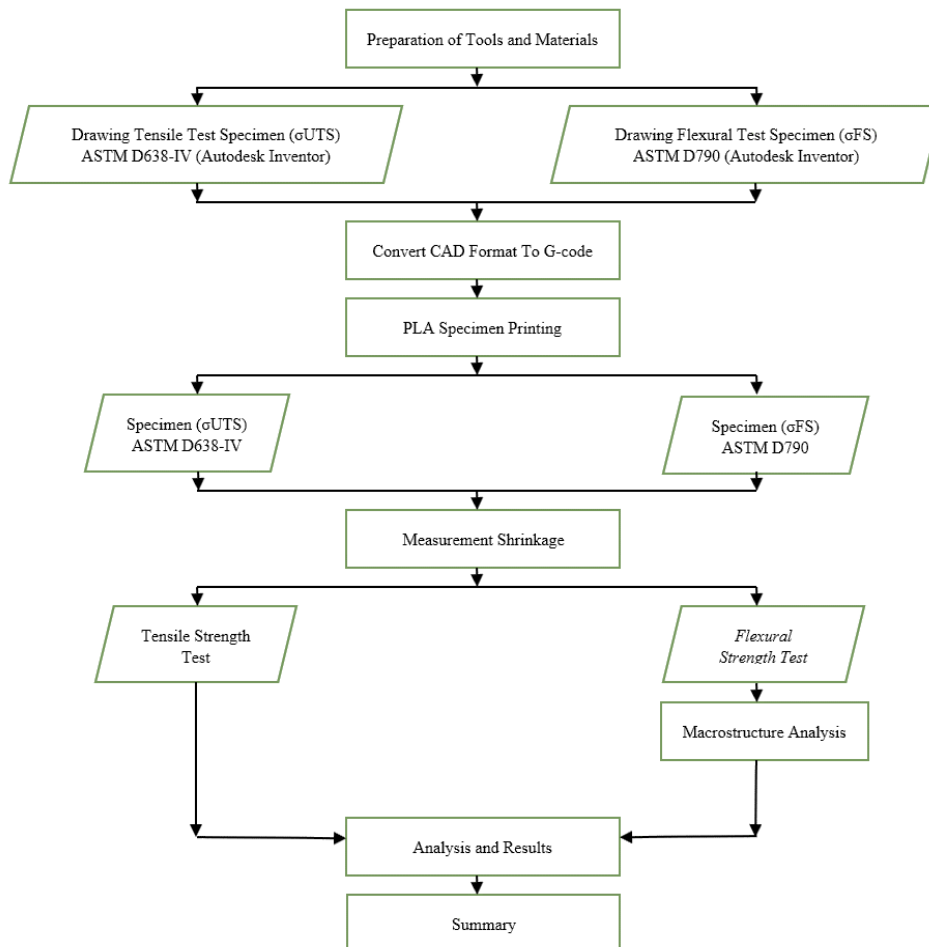 Preparation of Tools and Materials
Drawing Tensile Test Specimen (σUTS)
ASTM D638-IV (Autodesk Inventor)
Drawing Flexural Test Specimen (σFS)
ASTM D790 (Autodesk Inventor)
Convert CAD Format To G-code
PLA Specimen Printing
Specimen (σUTS)
ASTM D638-IV
Specimen (σFS)
ASTM D790
Measurement Shrinkage
Tensile Strength
Test
Flexural
Strength Test
Macrostructure Analysis
Analysis and Results
Summary